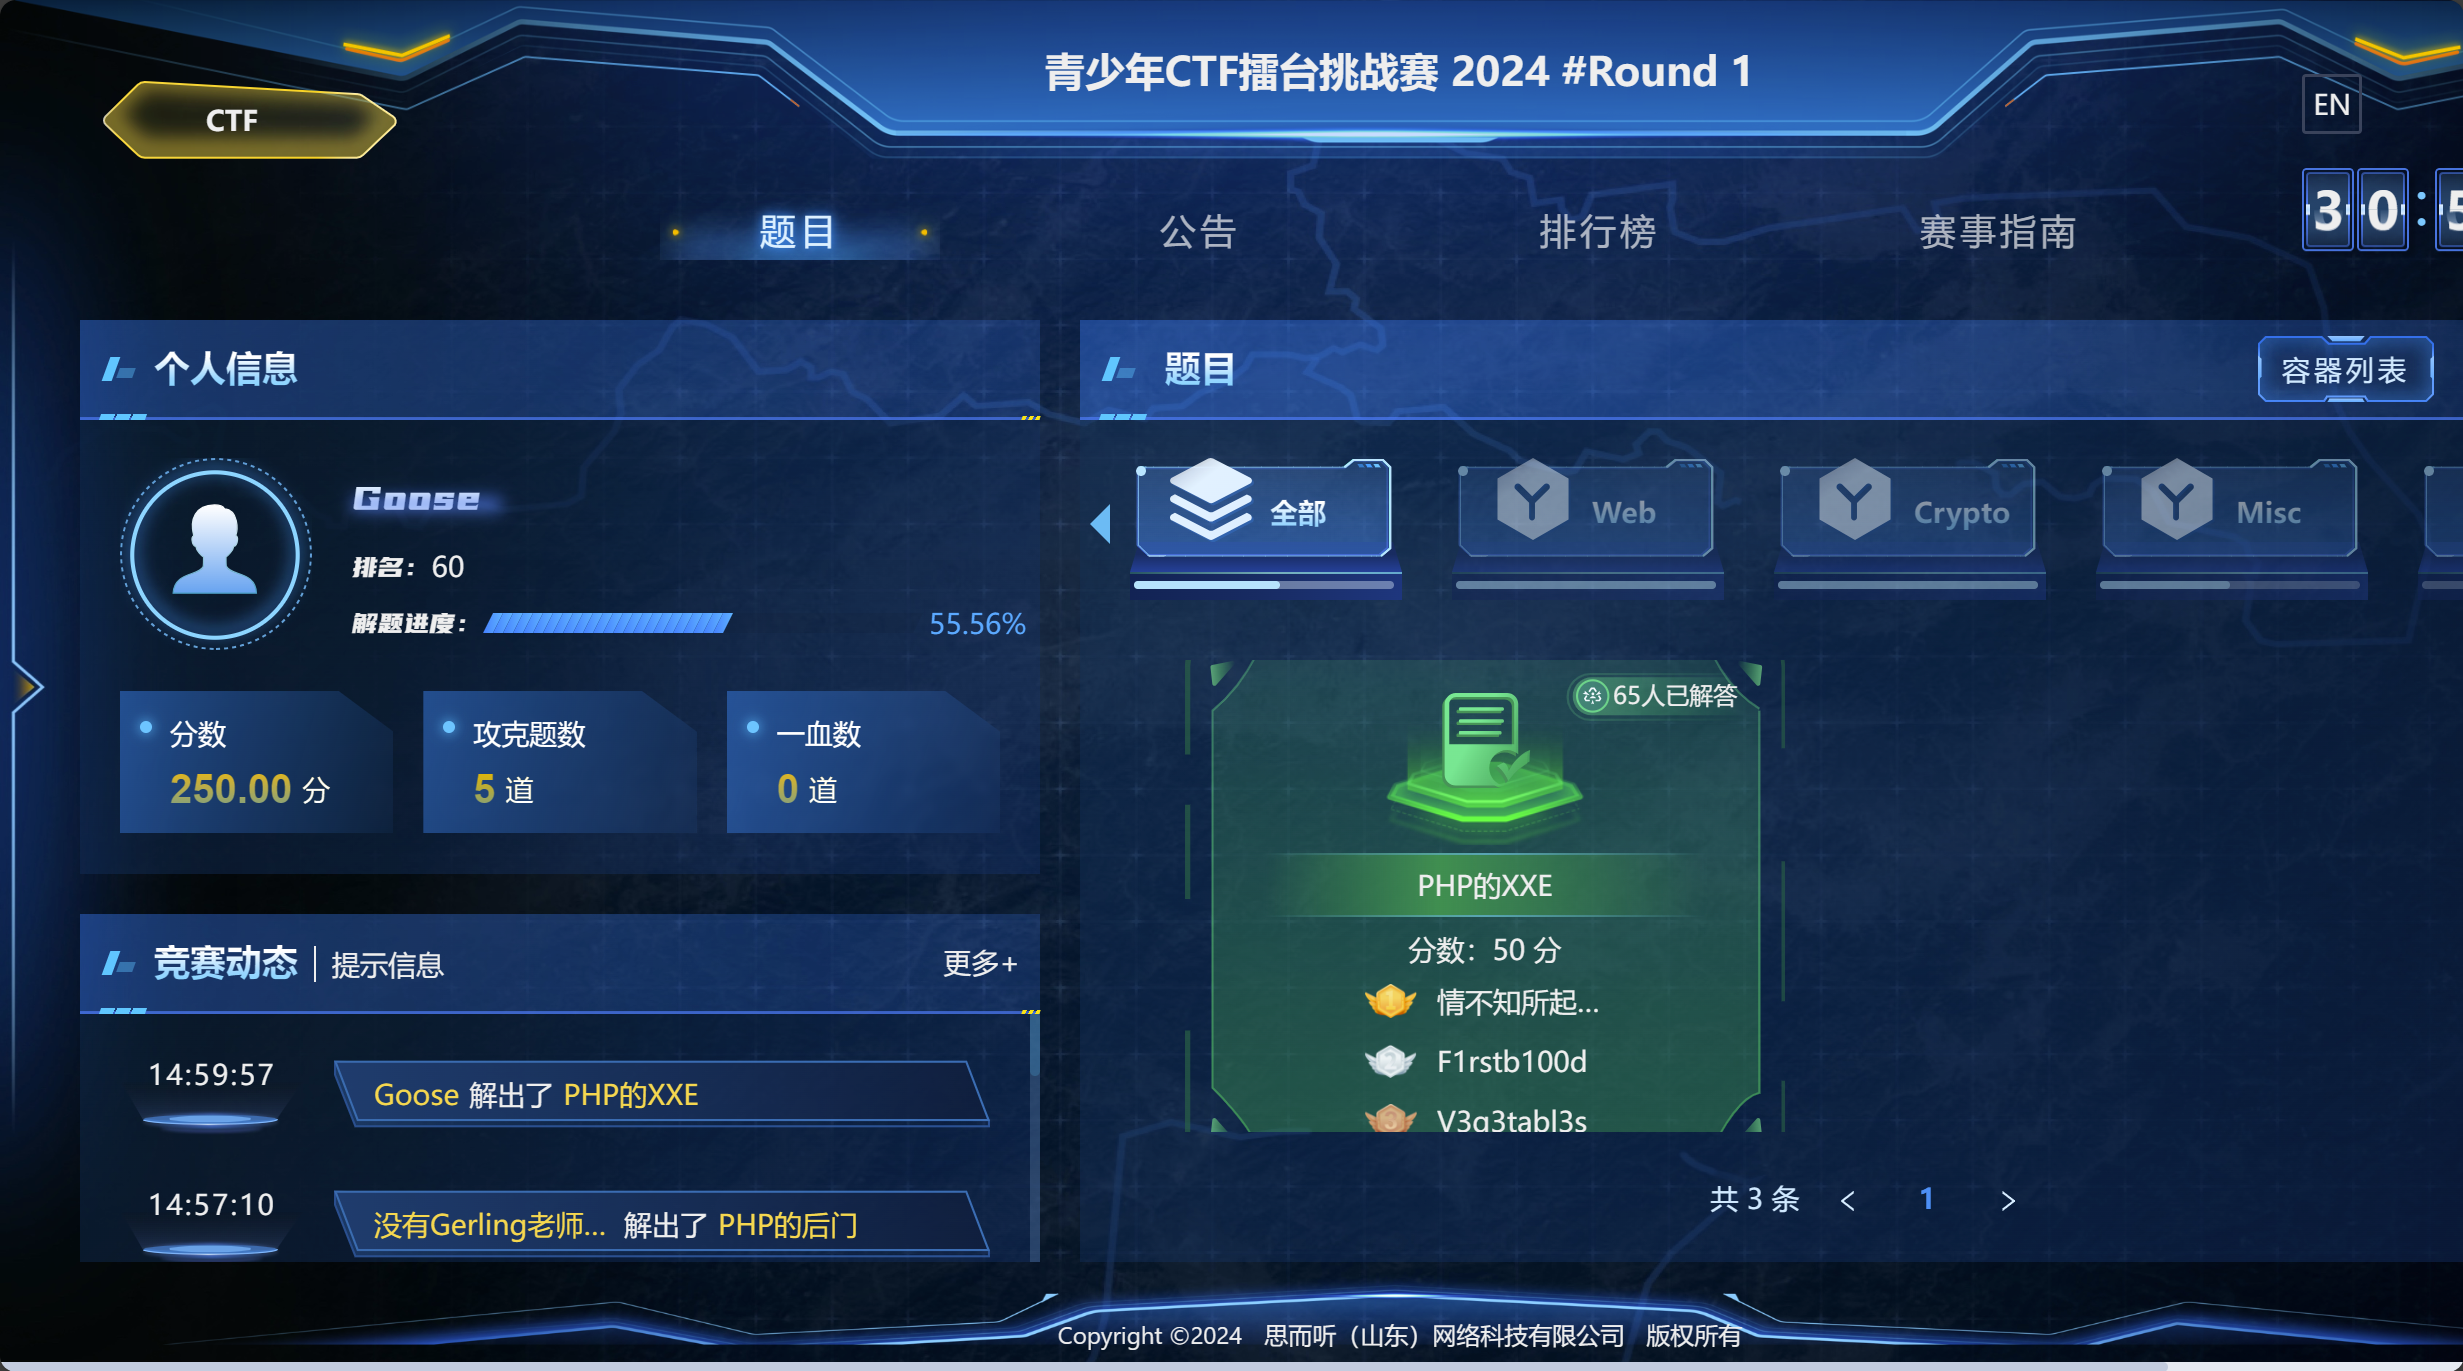 青少年CTF擂台挑战赛 2024 #Round 1
CTF
EN
题目
公告
排行榜
赛事指南
30:5
个人信息
Goose
排名：60
解题进度：
55.56%
分数
250.00 分
攻克题数
5 道
一血数
0 道
竞赛动态
提示信息
更多+
14:59:57
Goose 解出了 PHP的XXE
14:57:10
没有Gerling老师... 解出了 PHP的后门
题目
容器列表
全部
Web
Crypto
Misc
65人已解答
PHP的XXE
分数：50 分
1
情不知所起...
2
F1rstb100d
3
V3g3tabl3s
共 3 条
<
1
>
Copyright ©2024 思而听（山东）网络科技有限公司 版权所有